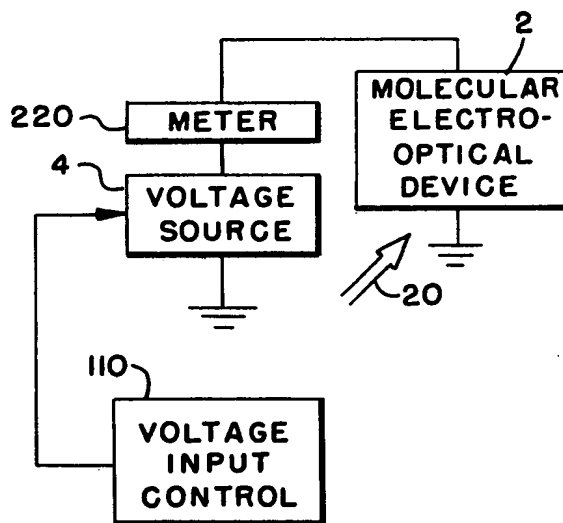 2
MOLECULAR
ELECTRO-
OPTICAL
DEVICE
220
METER
4
VOLTAGE
SOURCE
20
110
VOLTAGE
INPUT
CONTROL